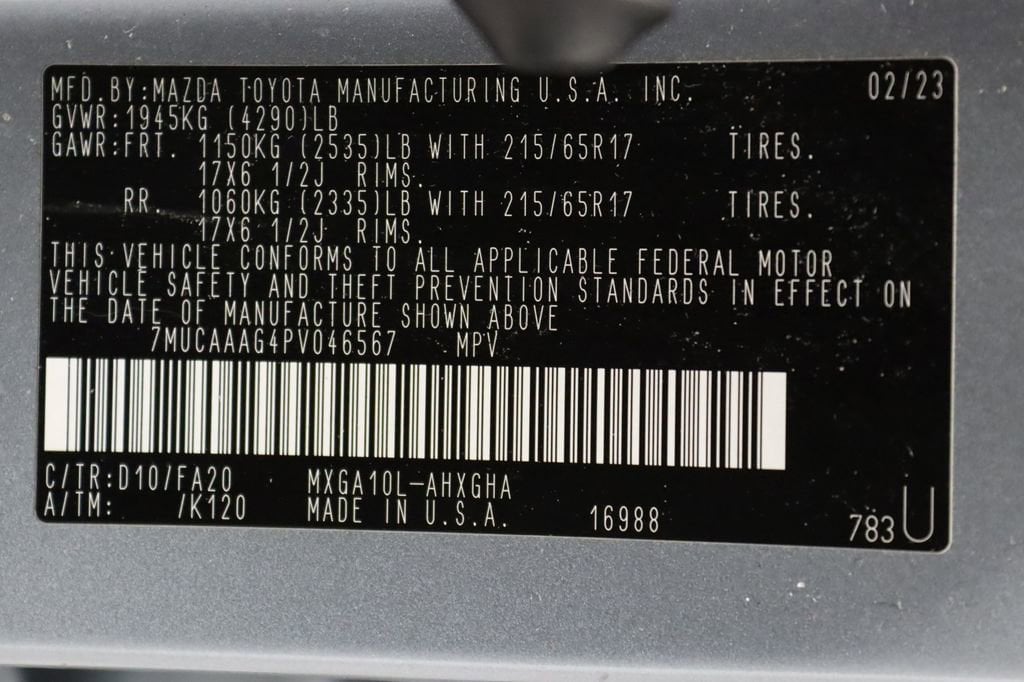 MFD.BY:MAZDA TOYOTA MANUFACTURING U.S.A. INC. 02/23
GVWR:1945KG (4290)LB
GAWR:FRT. 1150KG (2535)LB WITH 215/65R17 TIRES.
17X6 1/2J RIMS.
RR. 1060KG (2335)LB WITH 215/65R17 TIRES.
17X6 1/2J RIMS.
THIS VEHICLE CONFORMS TO ALL APPLICABLE FEDERAL MOTOR
VEHICLE SAFETY AND THEFT PREVENTION STANDARDS IN EFFECT ON
THE DATE OF MANUFACTURE SHOWN ABOVE
7MUCAAAG4PV046567 MPV
C/TR:D10/FA20 MXGA10L-AHXGHA
A/TM: /K120 MADE IN U.S.A. 16988 783 U